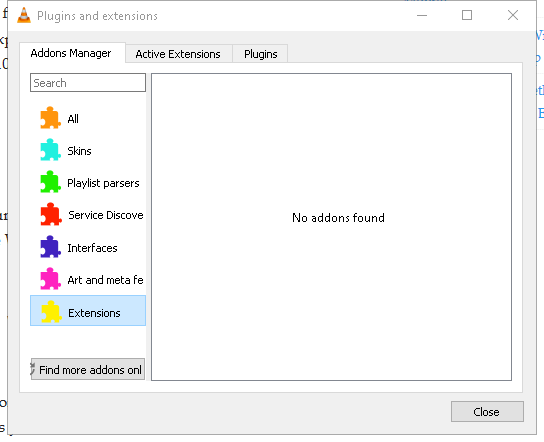 Plugins and extensions
Addons Manager
Active Extensions
Plugins
Search
All
Skins
Playlist parsers
Service Discove
Interfaces
Art and meta fe
Extensions
No addons found
Find more addons onl
Close